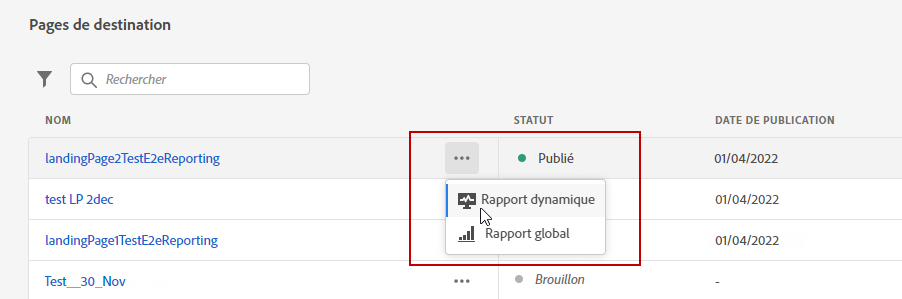 Pages de destination
Rechercher
NOM STATUT DATE DE PUBLICATION
landingPage2TestE2eReporting ••• Publié 01/04/2022
test LP 2dec Rapport dynamique 01/04/2022
landingPage1TestE2eReporting Rapport global 01/04/2022
Test__30_Nov ••• Brouillon -